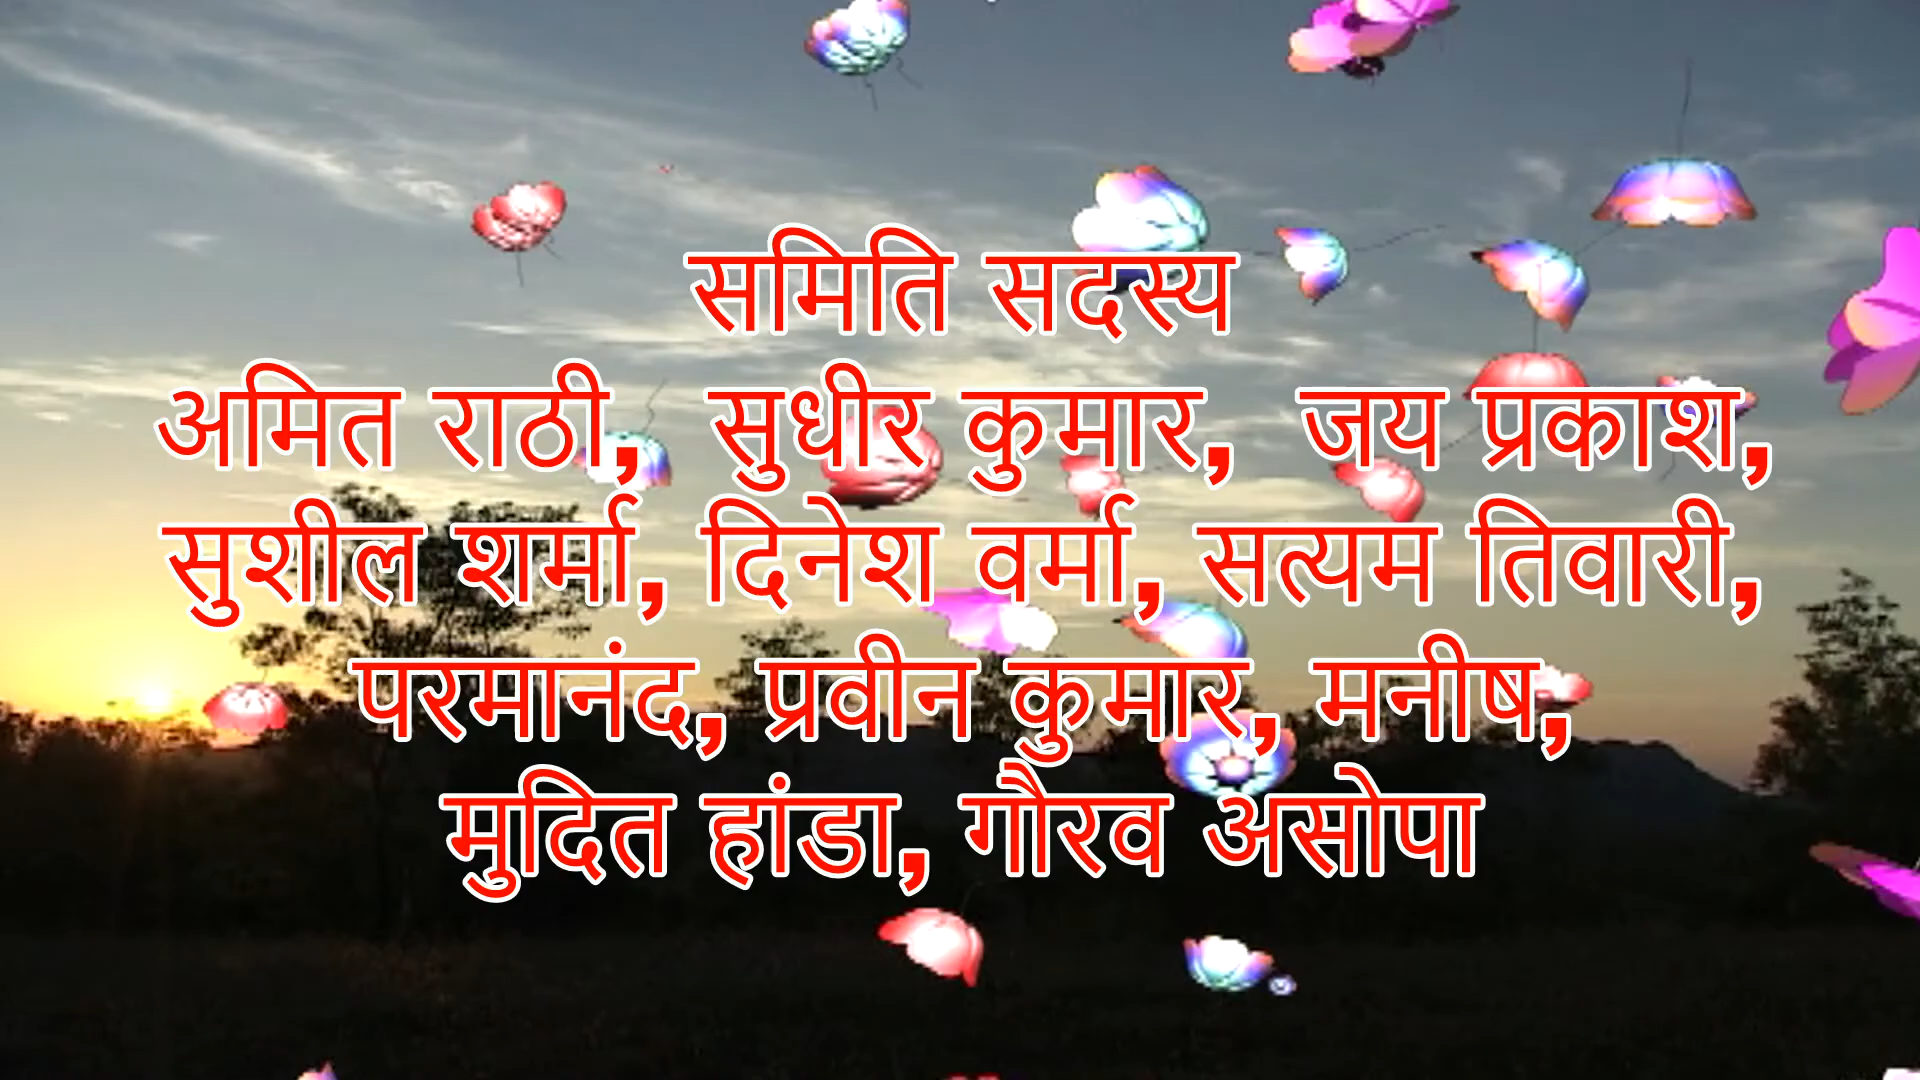 समिति सदस्य
अमित राठी, सुधीर कुमार, जय प्रकाश,
सुशील शर्मा, दिनेश वर्मा, सत्यम तिवारी,
परमानंद, प्रवीन कुमार, मनीष,
मुदित हांडा, गौरव असोपा